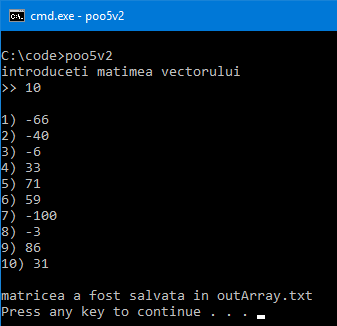 cmd.exe - poo5v2
C:\code>poo5v2
introduceti matimea vectorului
>> 10
1) -66
2) -40
3) -6
4) 33
5) 71
6) 59
7) -100
8) -3
9) 86
10) 31
matricea a fost salvata in outArray.txt
Press any key to continue . . .